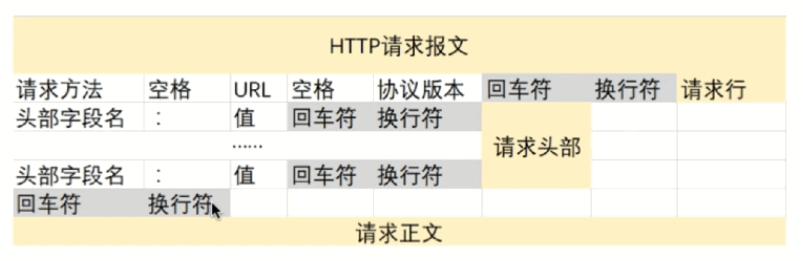 HTTP请求报文
请求方法 空格 URL 空格 协议版本 回车符 换行符 请求行
头部字段名 : 值 回车符 换行符
…… 请求头部
头部字段名 : 值 回车符 换行符
回车符 换行符
请求正文